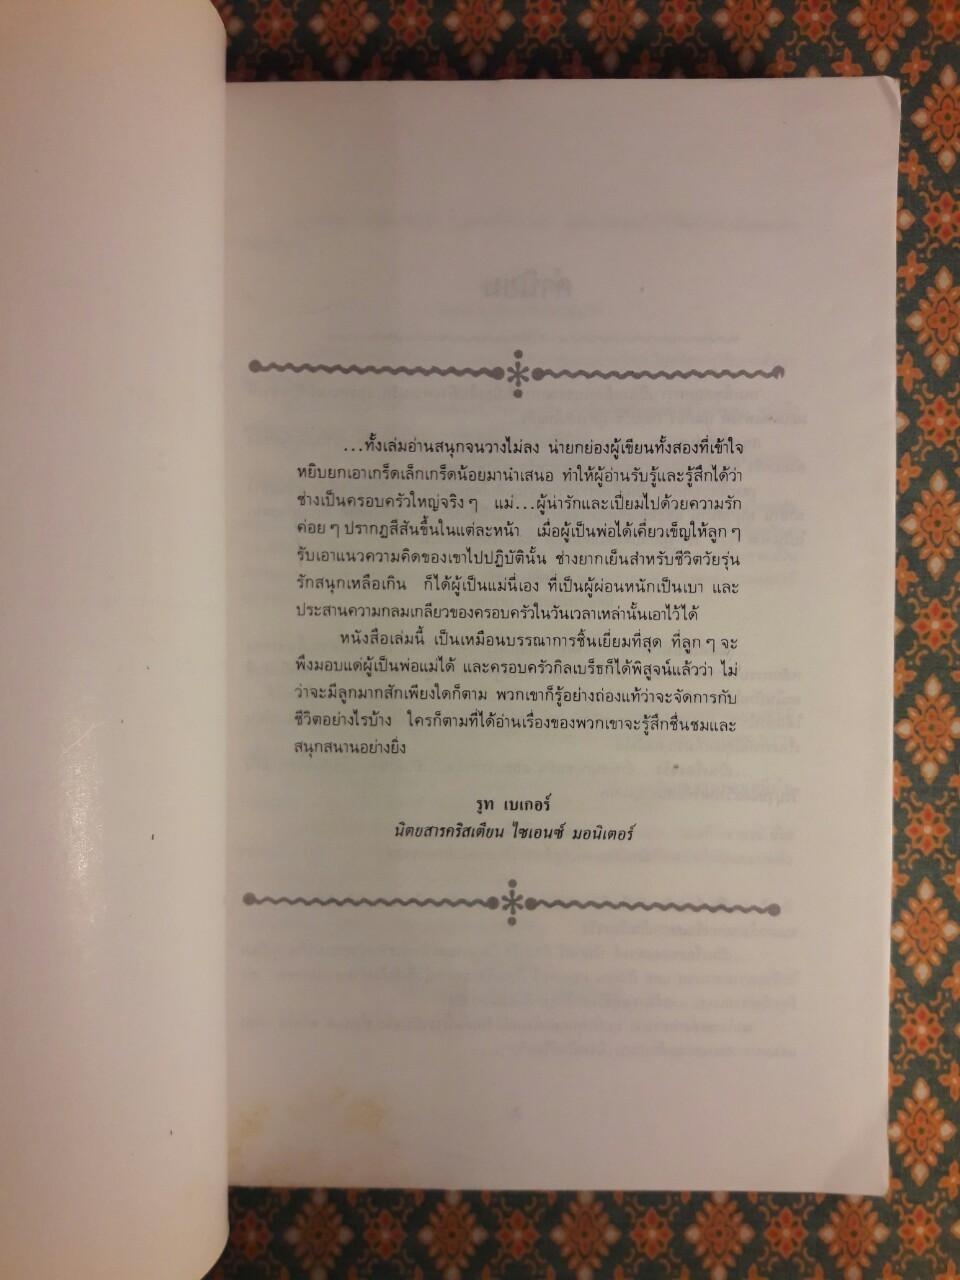 ...ทั้งเล่มอ่านสนุกจนวางไม่ลง น่ายกย่องผู้เขียนทั้งสองที่เข้าใจ
หยิบยกเอาเกร็ดเล็กเกร็ดน้อยมานำเสนอ ทำให้ผู้อ่านรับรู้และรู้สึกได้ว่า
ช่างเป็นครอบครัวใหญ่จริงๆ แม่...ผู้น่ารักและเปี่ยมไปด้วยความรัก
ค่อยๆ ปรากฏสีสันขึ้นในแต่ละหน้า เมื่อผู้เป็นพ่อได้เคี่ยวเข็ญให้ลูกๆ
รับเอาแนวความคิดของเขาไปปฏิบัตินั้น ช่างยากเย็นสำหรับชีวิตวัยรุ่น
รักสนุกเหลือเกิน ก็ได้ผู้เป็นแม่นี่เอง ที่เป็นผู้ผ่อนหนักเป็นเบา และ
ประสานความกลมเกลียวของครอบครัวในวันเวลาเหล่านั้นเอาไว้ได้
หนังสือเล่มนี้ เป็นเหมือนบรรณาการชิ้นเยี่ยมที่สุด ที่ลูกๆ จะ
พึงมอบแด่ผู้เป็นพ่อแม่ได้ และครอบครัวกิลเบร็ธก็ได้พิสูจน์แล้วว่า ไม่
ว่าจะมีลูกมากสักเพียงใดก็ตาม พวกเขาก็รู้อย่างถ่องแท้ว่าจะจัดการกับ
ชีวิตอย่างไรบ้าง ใครก็ตามที่ได้อ่านเรื่องของพวกเขาจะรู้สึกชื่นชมและ
สนุกสนานอย่างยิ่ง
รูท เบเกอร์
นิตยสารคริสเตียน ไซเอนซ์ มอนิเตอร์